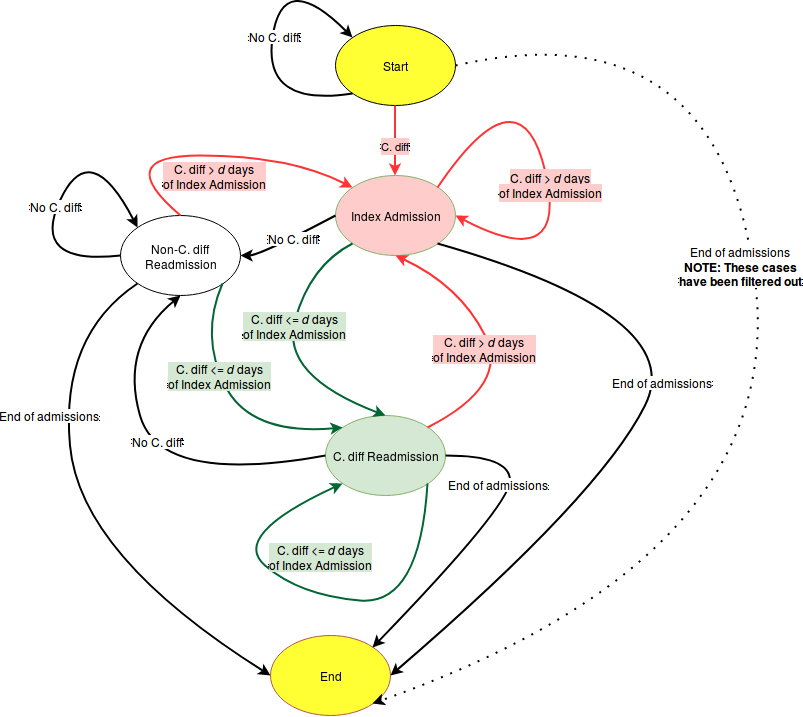 No C. diff
Start
C. diff
C. diff > d days
of Index Admission
C. diff > d days
of Index Admission
No C. diff
Index Admission
No C. diff
Non-C. diff
Readmission
End of admissions
NOTE: These cases
have been filtered out
C. diff <= d days
of Index Admission
C. diff > d days
of Index Admission
C. diff <= d days
of Index Admission
End of admissions
End of admissions
No C. diff
C. diff Readmission
End of admissions
C. diff <= d days
of Index Admission
End